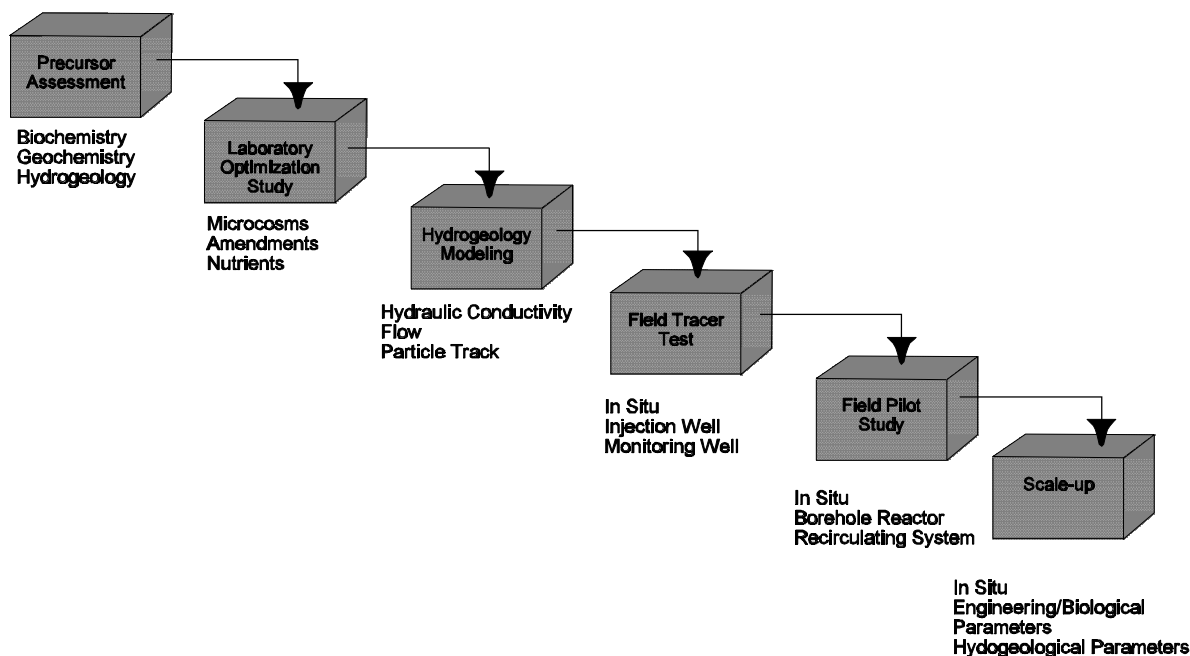 Precursor
Assessment
Biochemistry
Geochemistry
Hydrogeology
Laboratory
Optimization
Study
Microcosms
Amendments
Nutrients
Hydrogeology
Modeling
Hydraulic Conductivity
Flow
Particle Track
Field Tracer
Test
In Situ
Injection Well
Monitoring Well
Field Pilot
Study
In Situ
Borehole Reactor
Recirculating System
Scale-up
In Situ
Engineering/Biological
Parameters
Hydogeological Parameters